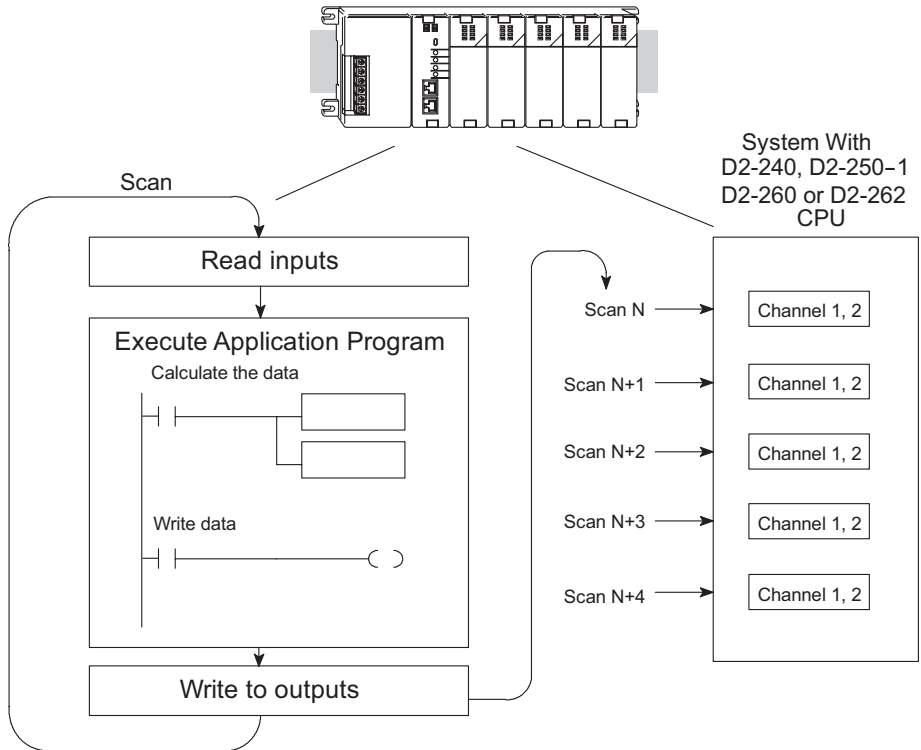 System With
D2-240, D2-250-1
D2-260 or D2-262
CPU
Scan
Read inputs
Execute Application Program
Calculate the data
Write data
Write to outputs
Scan N
Channel 1, 2
Scan N+1
Channel 1, 2
Scan N+2
Channel 1, 2
Scan N+3
Channel 1, 2
Scan N+4
Channel 1, 2